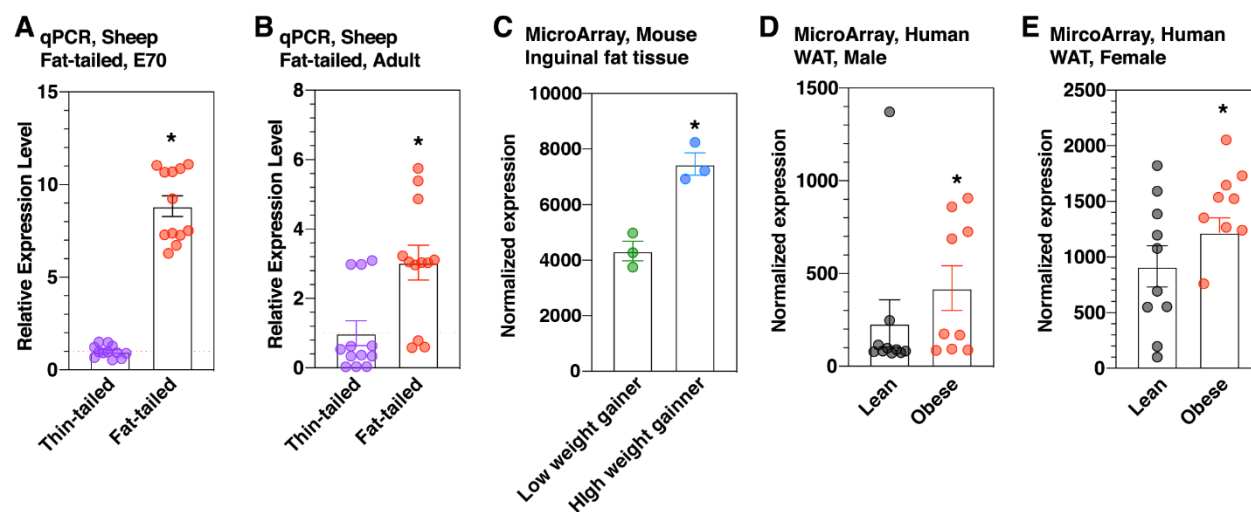 A
qPCR, Sheep
Fat-tailed, E70
Relative Expression Level
15
10
5
0
*
Thin-tailed
Fat-tailed
B
qPCR, Sheep
Fat-tailed, Adult
Relative Expression Level
8
6
4
2
0
*
Thin-tailed
Fat-tailed
C
MicroArray, Mouse
Inguinal fat tissue
Normalized expression
10000
8000
6000
4000
2000
0
*
Low weight gainer
HIgh weight gainner
D
MicroArray, Human
WAT, Male
Normalized expression
1500
1000
500
0
*
Lean
Obese
E
MircoArray, Human
WAT, Female
Normalized expression
2500
2000
1500
1000
500
0
*
Lean
Obese